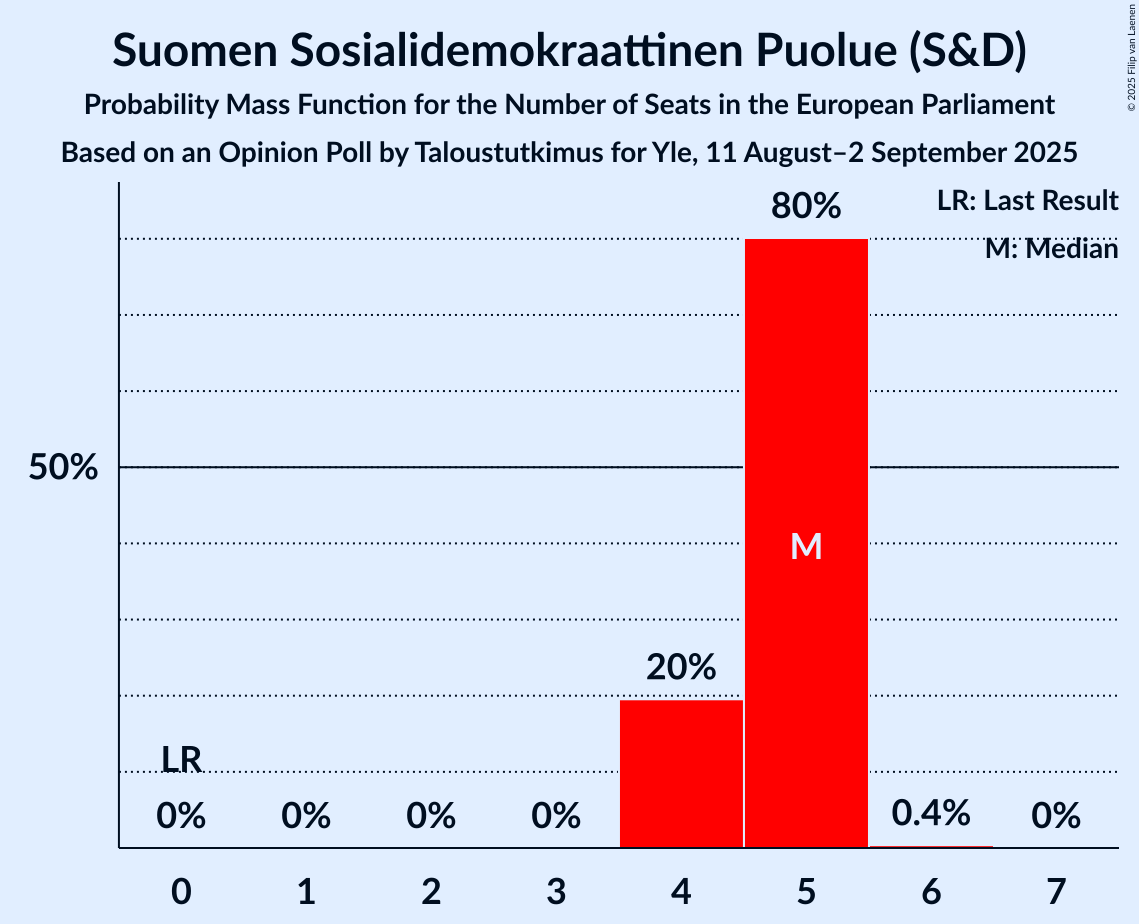 Suomen Sosialidemokraattinen Puolue (S&D)
Probability Mass Function for the Number of Seats in the European Parliament
Based on an Opinion Poll by Taloustutkimus for Yle, 11 August–2 September 2025
© 2025 Filip van Laenen
LR: Last Result
M: Median
80%
50%
M
20%
LR
0% 0% 0% 0% 0.4% 0%
0 1 2 3 4 5 6 7